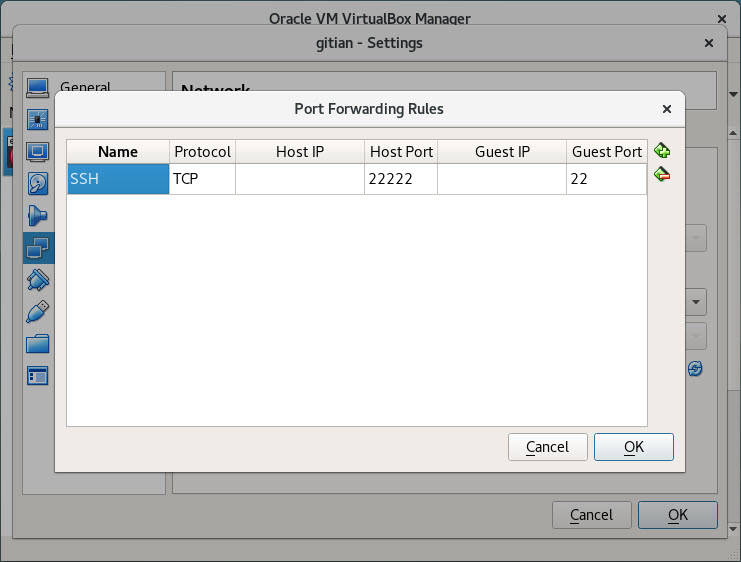 Oracle VM VirtualBox Manager
gitian - Settings
General
Network
Port Forwarding Rules
Name Protocol Host IP Host Port Guest IP Guest Port
SSH TCP 22222 22
Cancel OK
Cancel OK